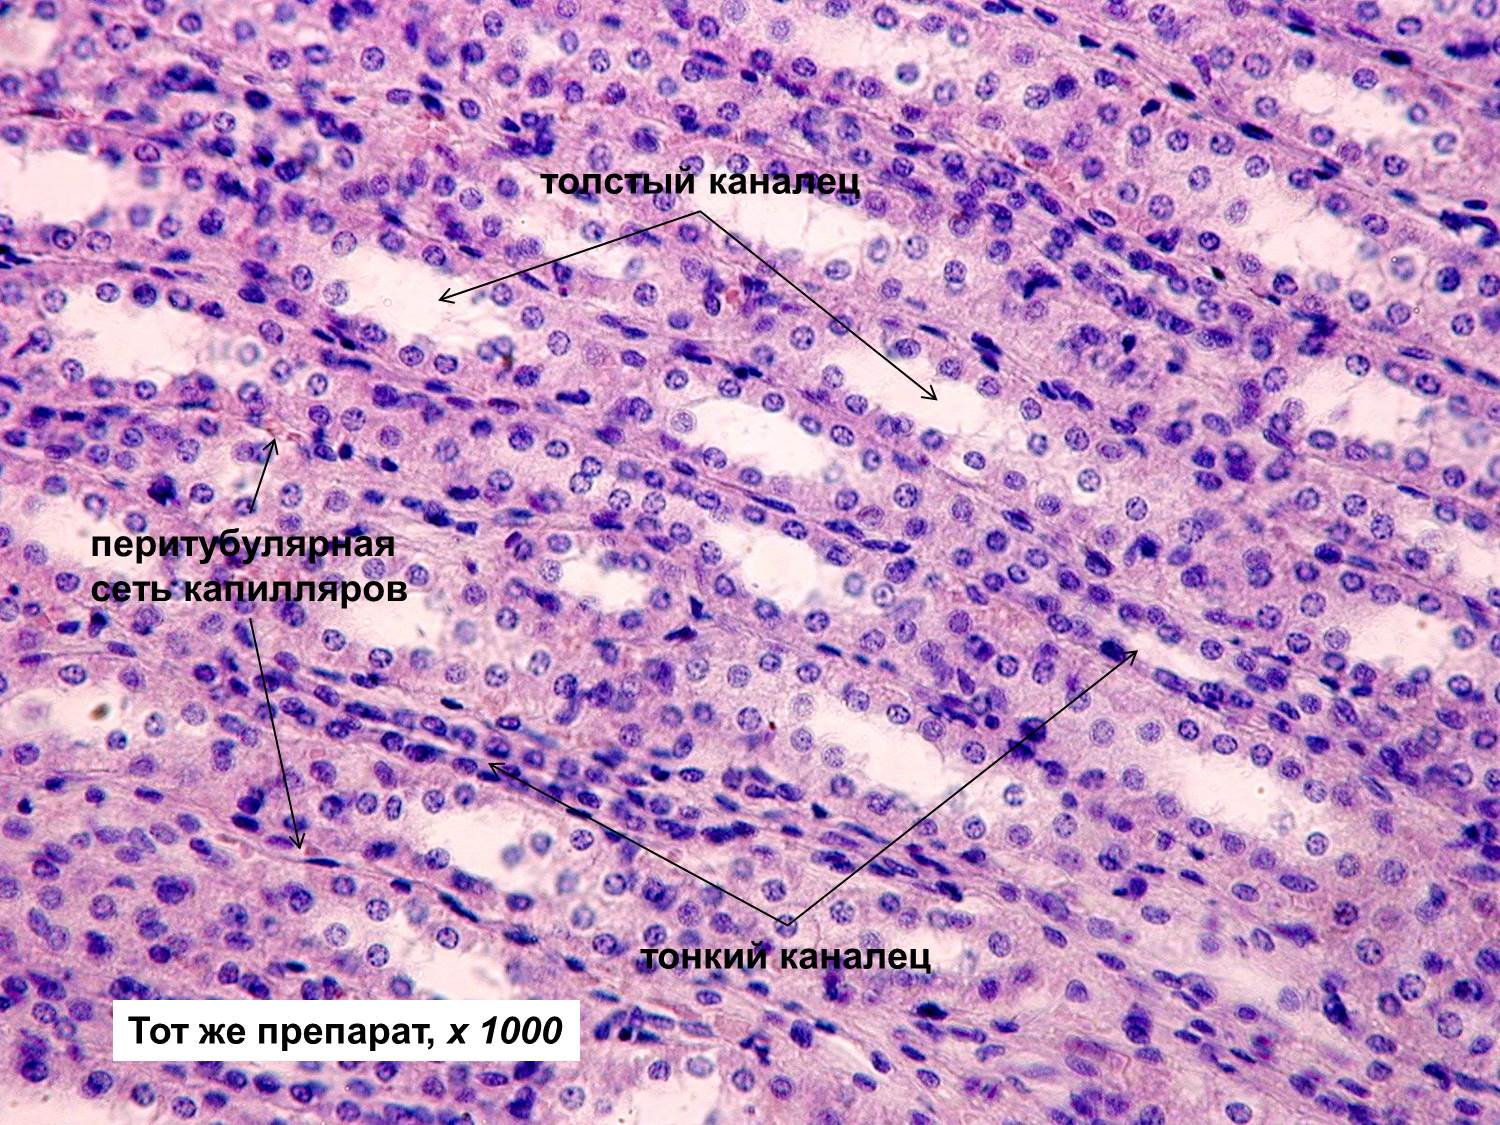 толстый каналец
перитубулярная
сеть капилляров
тонкий каналец
Тот же препарат, х 1000